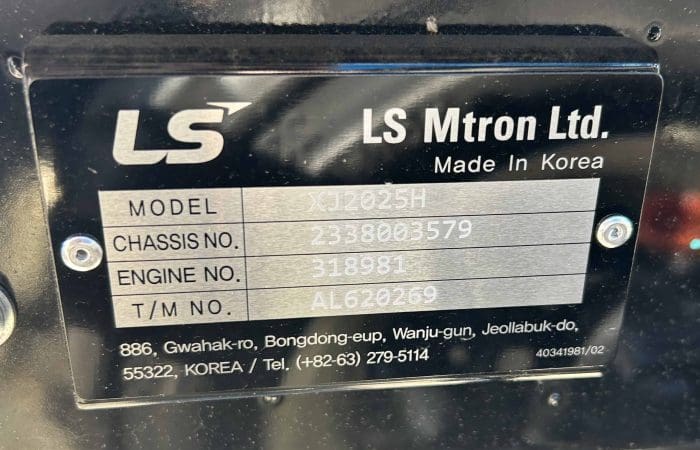 LS
LS Mtron Ltd.
Made In Korea
MODEL XJ2025H
CHASSIS NO. 2338003579
ENGINE NO. 318981
T/M NO. AL620269
886, Gwahak-ro, Bongdong-eup, Wanju-gun, Jeollabuk-do,
55322, KOREA / Tel. (+82-63) 279-5114
40341981/02